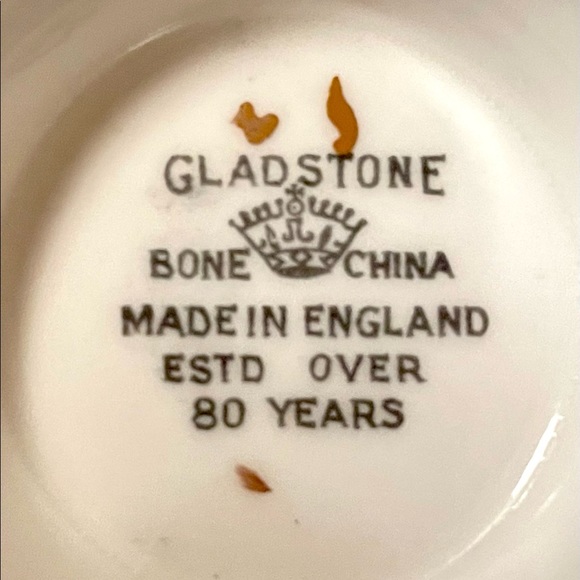 GLADSTONE
BONE CHINA
MADE IN ENGLAND
ESTD OVER
80 YEARS